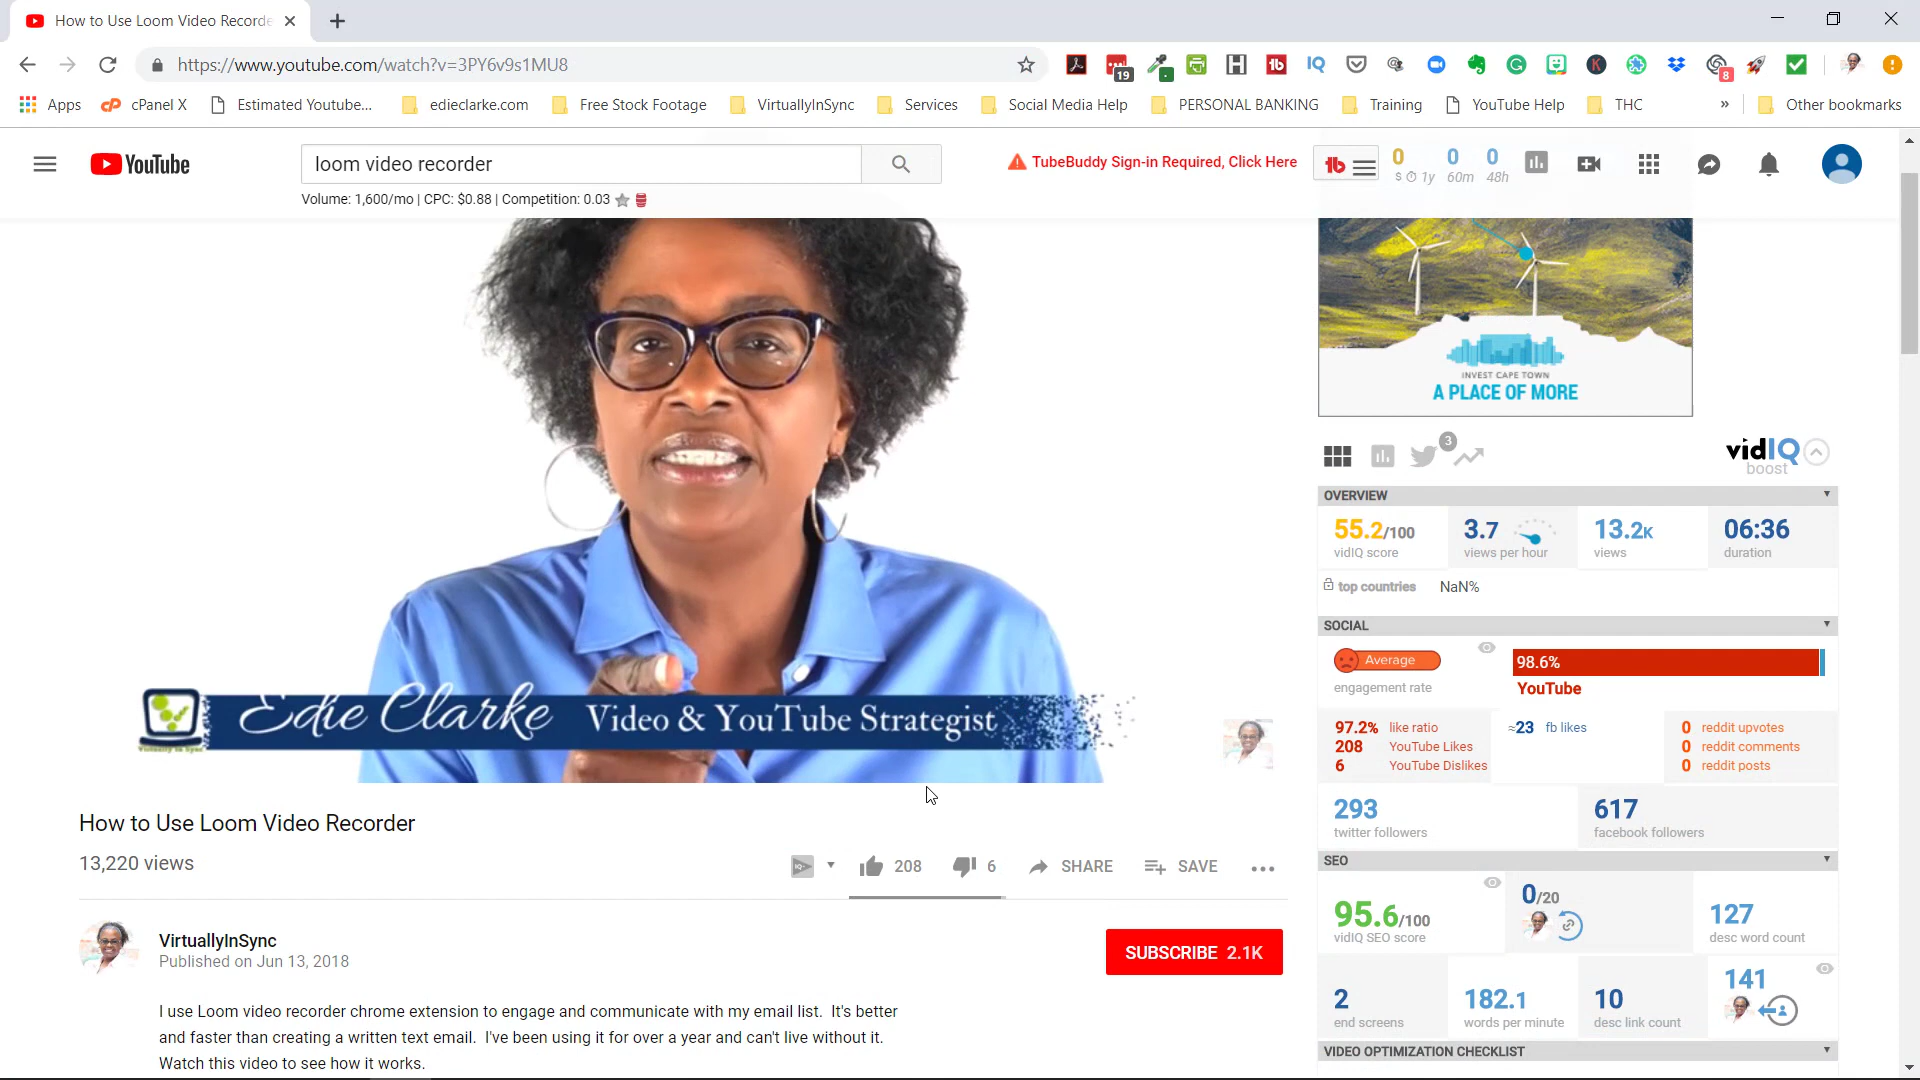 How to Use Loom Video Recorde
https://www.youtube.com/watch?v=3PY6v9s1MU8
19
IQ
8
Apps
cPanel X
Estimated Youtube...
edieclarke.com
Free Stock Footage
VirtuallyInSync
Services
Social Media Help
PERSONAL BANKING
Training
YouTube Help
THC
»
Other bookmarks
YouTube
loom video recorder
TubeBuddy Sign-in Required, Click Here
0 0 0
$ 1y 60m 48h
Volume: 1,600/mo | CPC: $0.88 | Competition: 0.03
INVEST CAPE TOWN
A PLACE OF MORE
3
vidIQ
boost
OVERVIEW
55.2/100 3.7 13.2K 06:36
vidIQ score views per hour views duration
top countries NaN%
SOCIAL
Average 98.6%
engagement rate YouTube
97.2% like ratio ≈23 fb likes 0 reddit upvotes
208 YouTube Likes 0 reddit comments
6 YouTube Dislikes 0 reddit posts
293 617
twitter followers facebook followers
SEO
95.6/100 0/20 127
vidIQ SEO score desc word count
2 182.1 10 141
end screens words per minute desc link count
VIDEO OPTIMIZATION CHECKLIST
Edie Clarke Video & YouTube Strategist
Virtually In Sync
How to Use Loom Video Recorder
13,220 views
208 6 SHARE SAVE
VirtuallyInSync
Published on Jun 13, 2018
SUBSCRIBE 2.1K
I use Loom video recorder chrome extension to engage and communicate with my email list. It's better
and faster than creating a written text email. I've been using it for over a year and can't live without it.
Watch this video to see how it works.